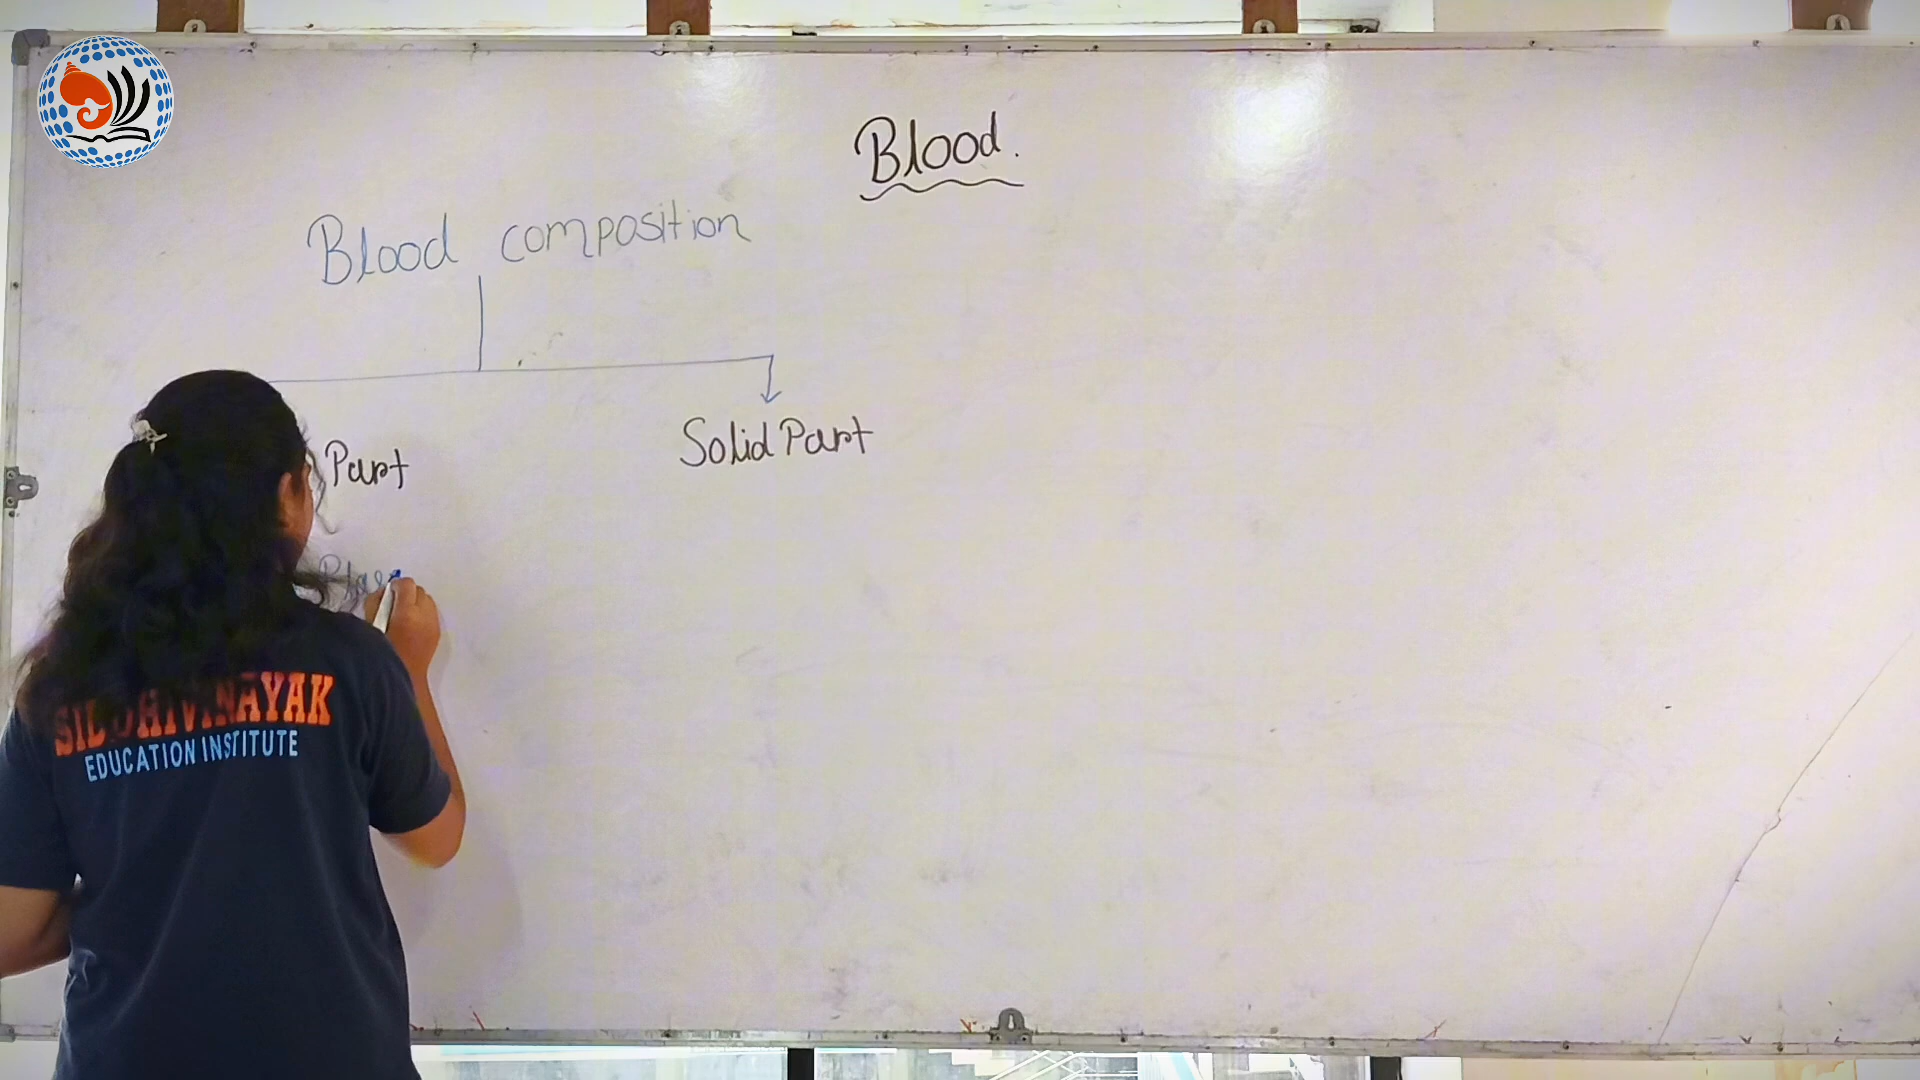 Blood.
Blood composition
Part
Solid Part
EDUCATION INSTITUTE